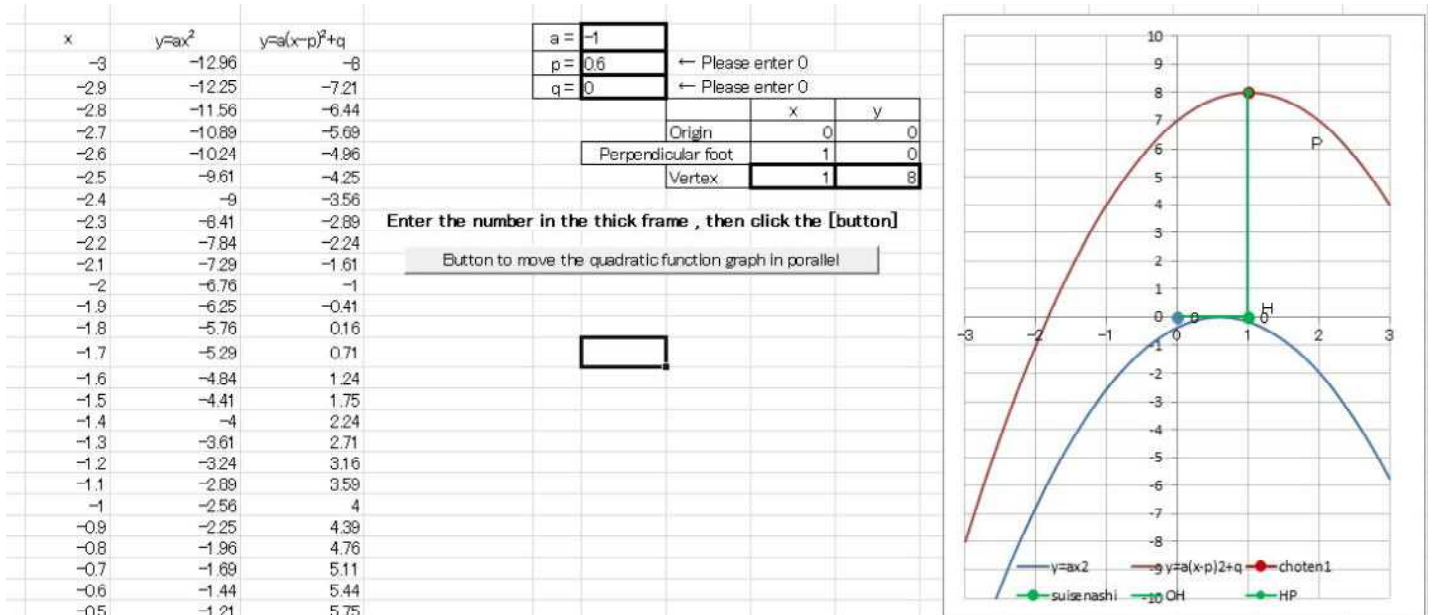 x y=ax² y=a(x-p)²+q a = -1
-3 -12.96 -8 p = 0.6 ← Please enter 0
-2.9 -12.25 -7.21 q = 0 ← Please enter 0
-2.8 -11.56 -6.44 x y
-2.7 -10.89 -5.69 Origin 0 0
-2.6 -10.24 -4.96 Perpendicular foot 1 0
-2.5 -9.61 -4.25 Vertex 1 8
-2.4 -9 -3.56
-2.3 -8.41 -2.89 Enter the number in the thick frame , then click the [button]
-2.2 -7.84 -2.24
-2.1 -7.29 -1.61 Button to move the quadratic function graph in porallel
-2 -6.76 -1
-1.9 -6.25 -0.41
-1.8 -5.76 0.16
-1.7 -5.29 0.71
-1.6 -4.84 1.24
-1.5 -4.41 1.75
-1.4 -4 2.24
-1.3 -3.61 2.71
-1.2 -3.24 3.16
-1.1 -2.89 3.59
-1 -2.56 4
-0.9 -2.25 4.39
-0.8 -1.96 4.76
-0.7 -1.69 5.11
-0.6 -1.44 5.44
-0.5 -1.21 5.75
10
9
8
7
P
6
5
4
3
2
1
H
0 0 0
-3 -2 -1 0 1 2 3
-1
-2
-3
-4
-5
-6
-7
-8
-9
-10
y=ax2 y=a(x-p)2+q choten1
suisenashi OH HP